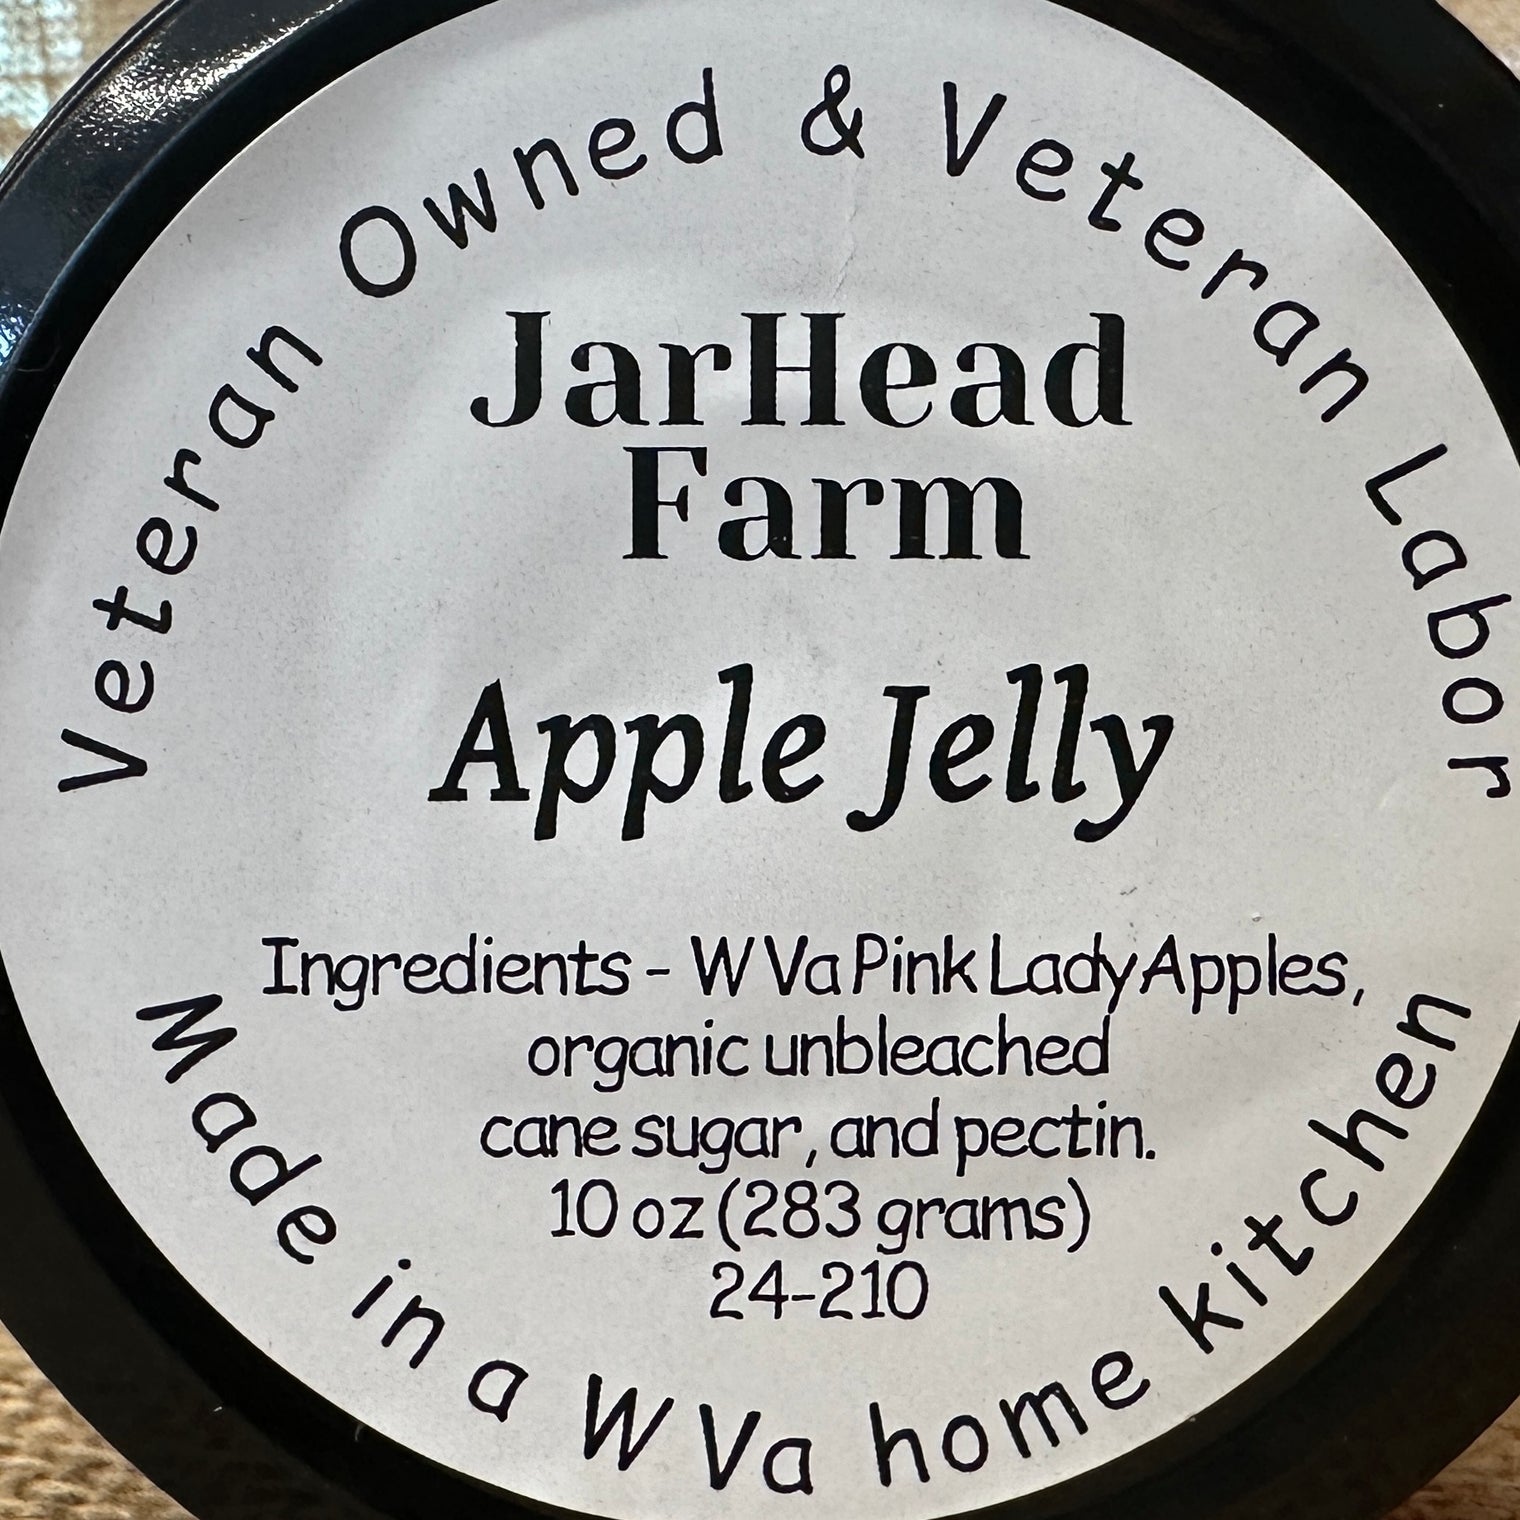 Veteran Owned & Veteran Labor
JarHead
Farm
Apple Jelly
Ingredients - W Va Pink Lady Apples,
organic unbleached
cane sugar, and pectin.
10 oz (283 grams)
24-210
Made in a W Va home kitchen